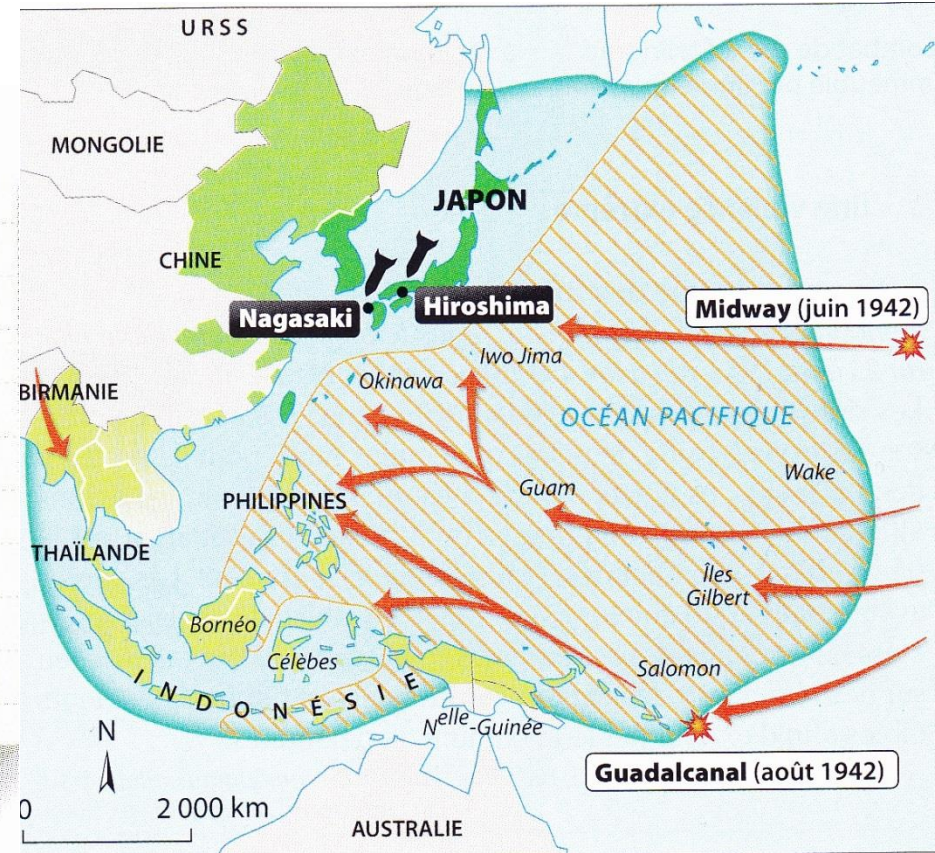 URSS
MONGOLIE
JAPON
CHINE
Nagasaki
Hiroshima
Midway (juin 1942)
Iwo Jima
BIRMANIE
Okinawa
OCÉAN PACIFIQUE
Wake
Guam
PHILIPPINES
THAÏLANDE
Îles
Gilbert
Bornéo
Célèbes
Salomon
INDONÉSIE
Nelle-Guinée
N
Guadalcanal (août 1942)
0 2 000 km
AUSTRALIE